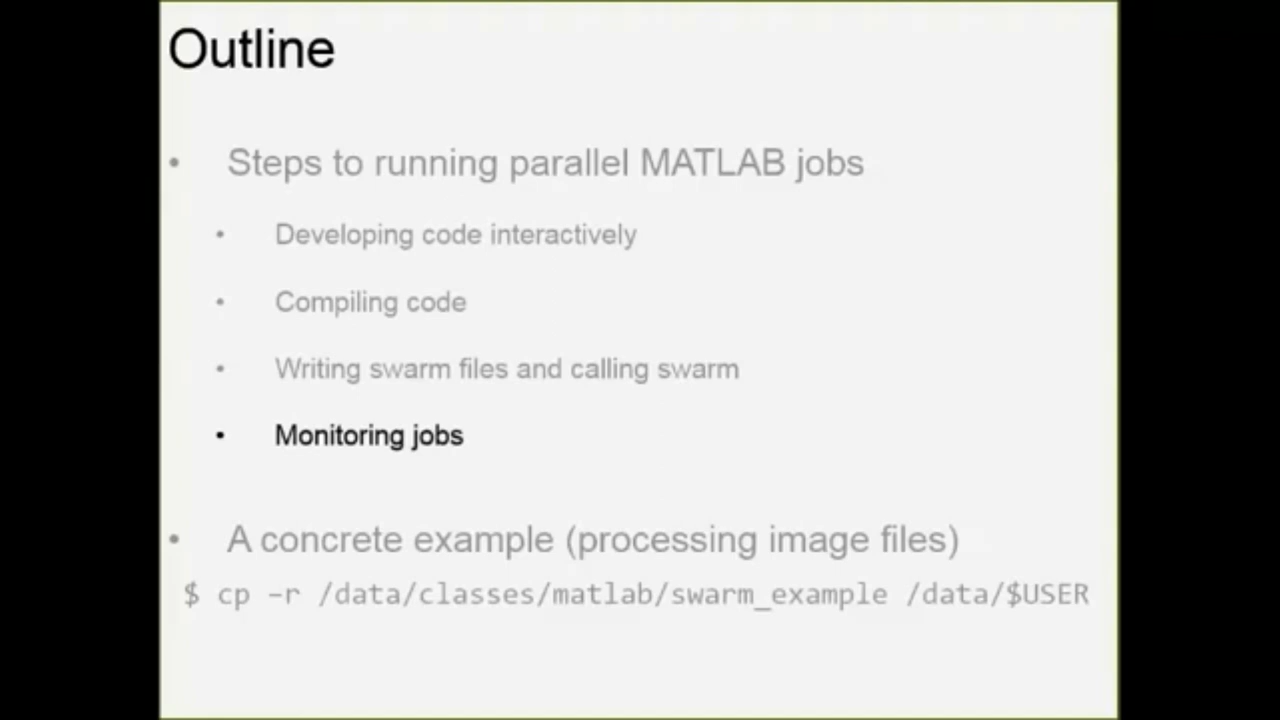 Outline
• Steps to running parallel MATLAB jobs
• Developing code interactively
• Compiling code
• Writing swarm files and calling swarm
• Monitoring jobs
• A concrete example (processing image files)
$ cp –r /data/classes/matlab/swarm_example /data/$USER